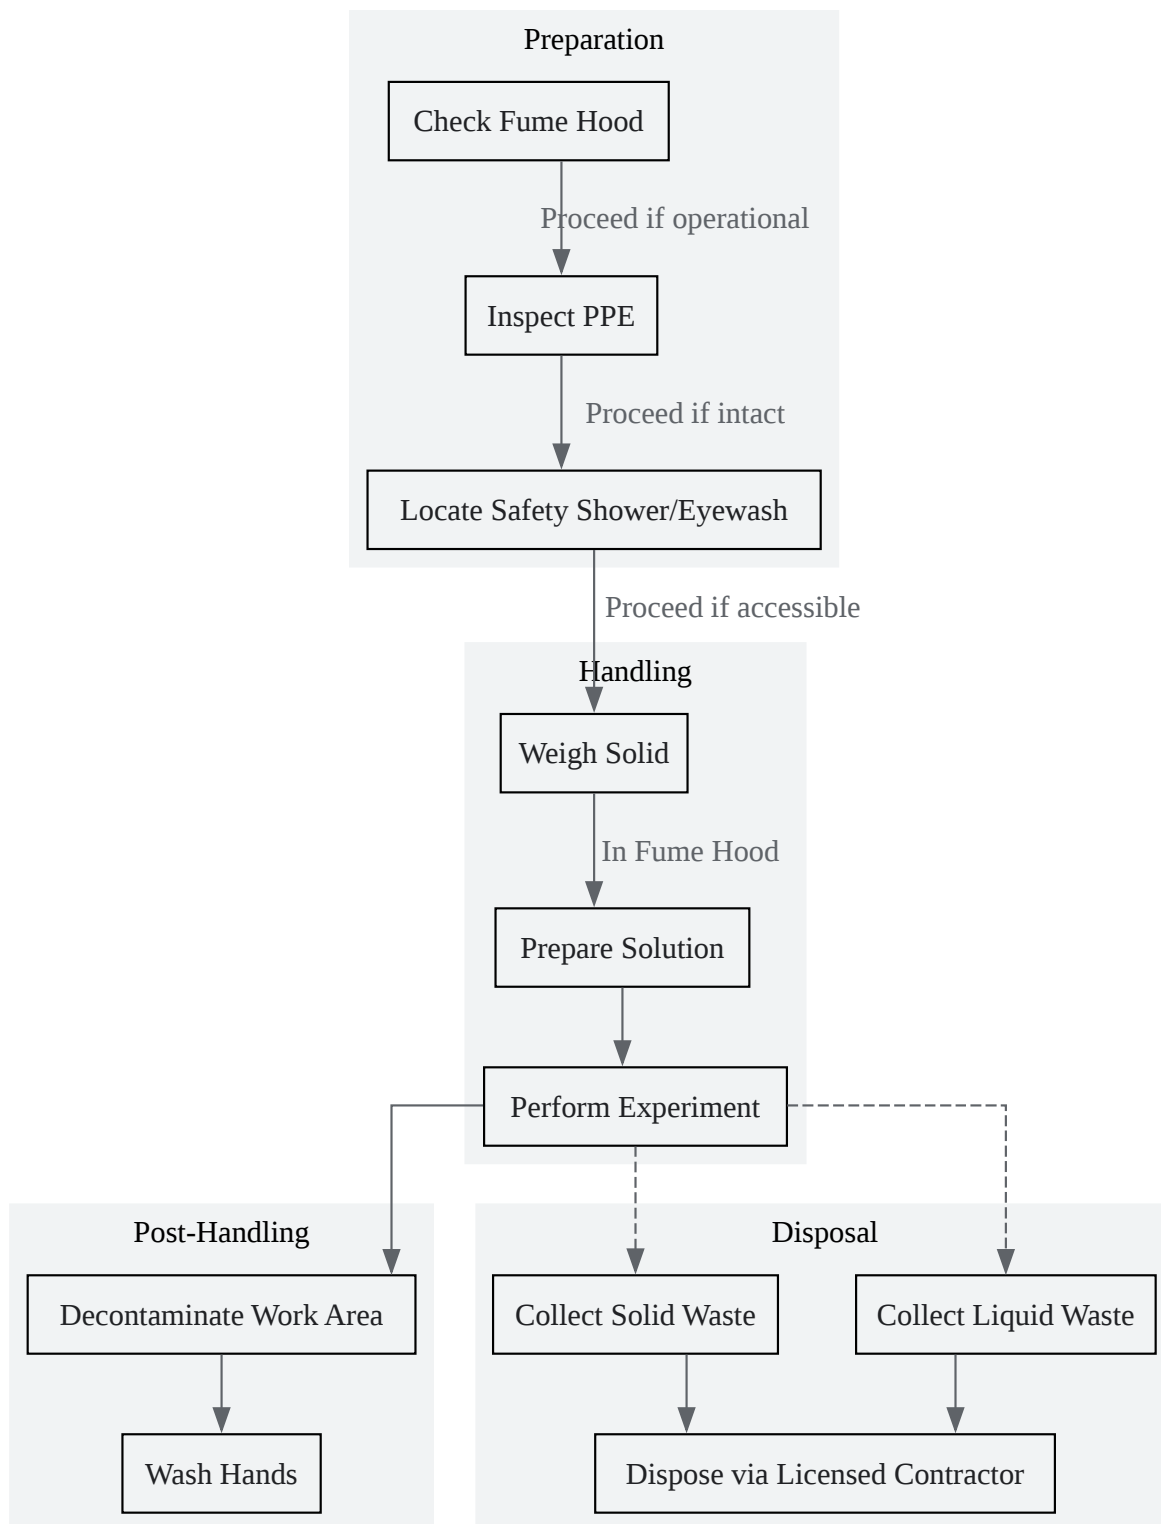 Preparation
Check Fume Hood
Proceed if operational
Inspect PPE
Proceed if intact
Locate Safety Shower/Eyewash
Proceed if accessible
Handling
Weigh Solid
In Fume Hood
Prepare Solution
Perform Experiment
Post-Handling
Disposal
Decontaminate Work Area
Collect Solid Waste
Collect Liquid Waste
Wash Hands
Dispose via Licensed Contractor